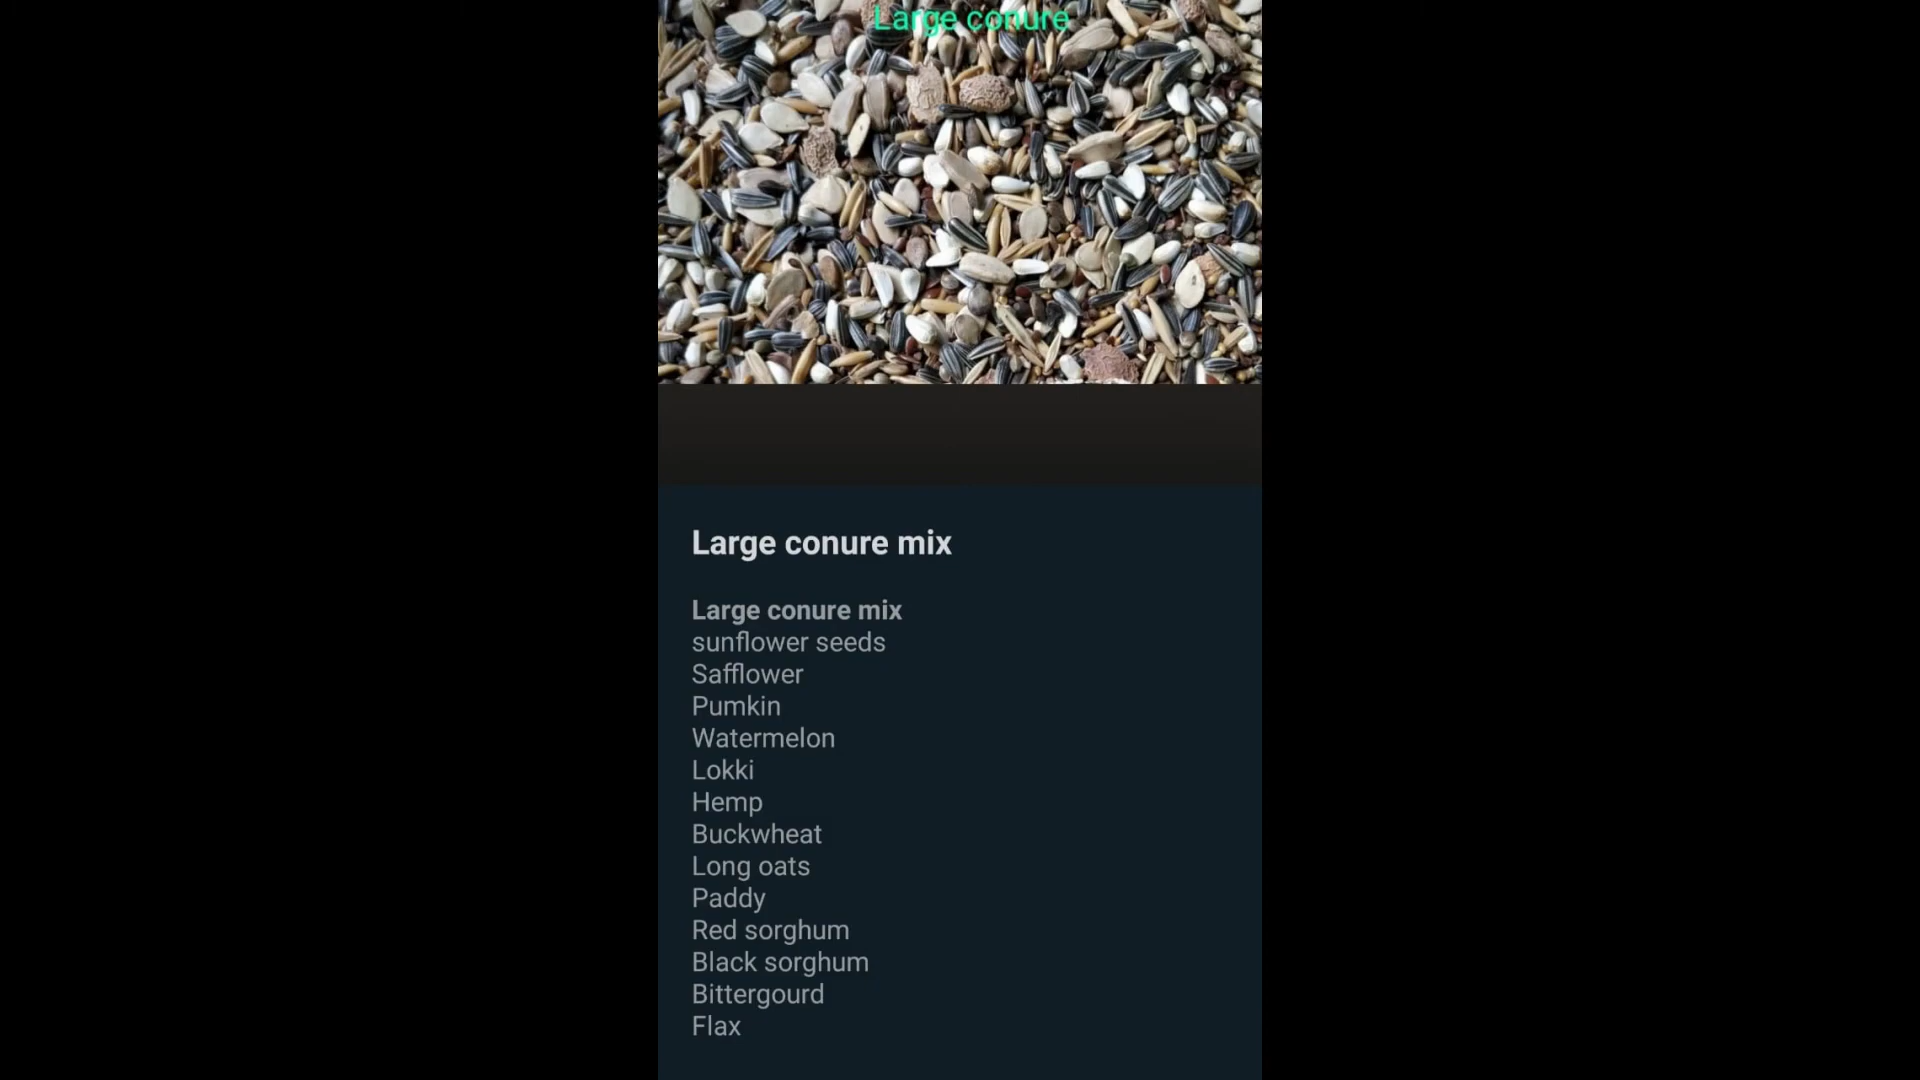 Large conure
Large conure mix
Large conure mix
sunflower seeds
Safflower
Pumkin
Watermelon
Lokki
Hemp
Buckwheat
Long oats
Paddy
Red sorghum
Black sorghum
Bittergourd
Flax